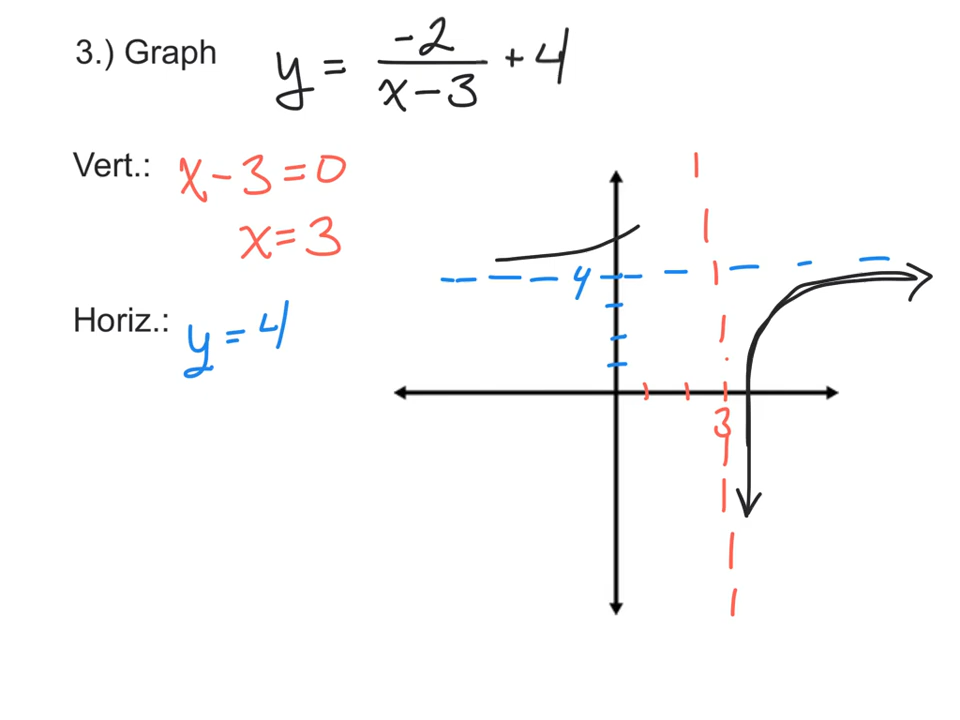 3.) Graph y = -2/(x-3) + 4
Vert.: x-3=0
x=3
Horiz.: y=4
4
3